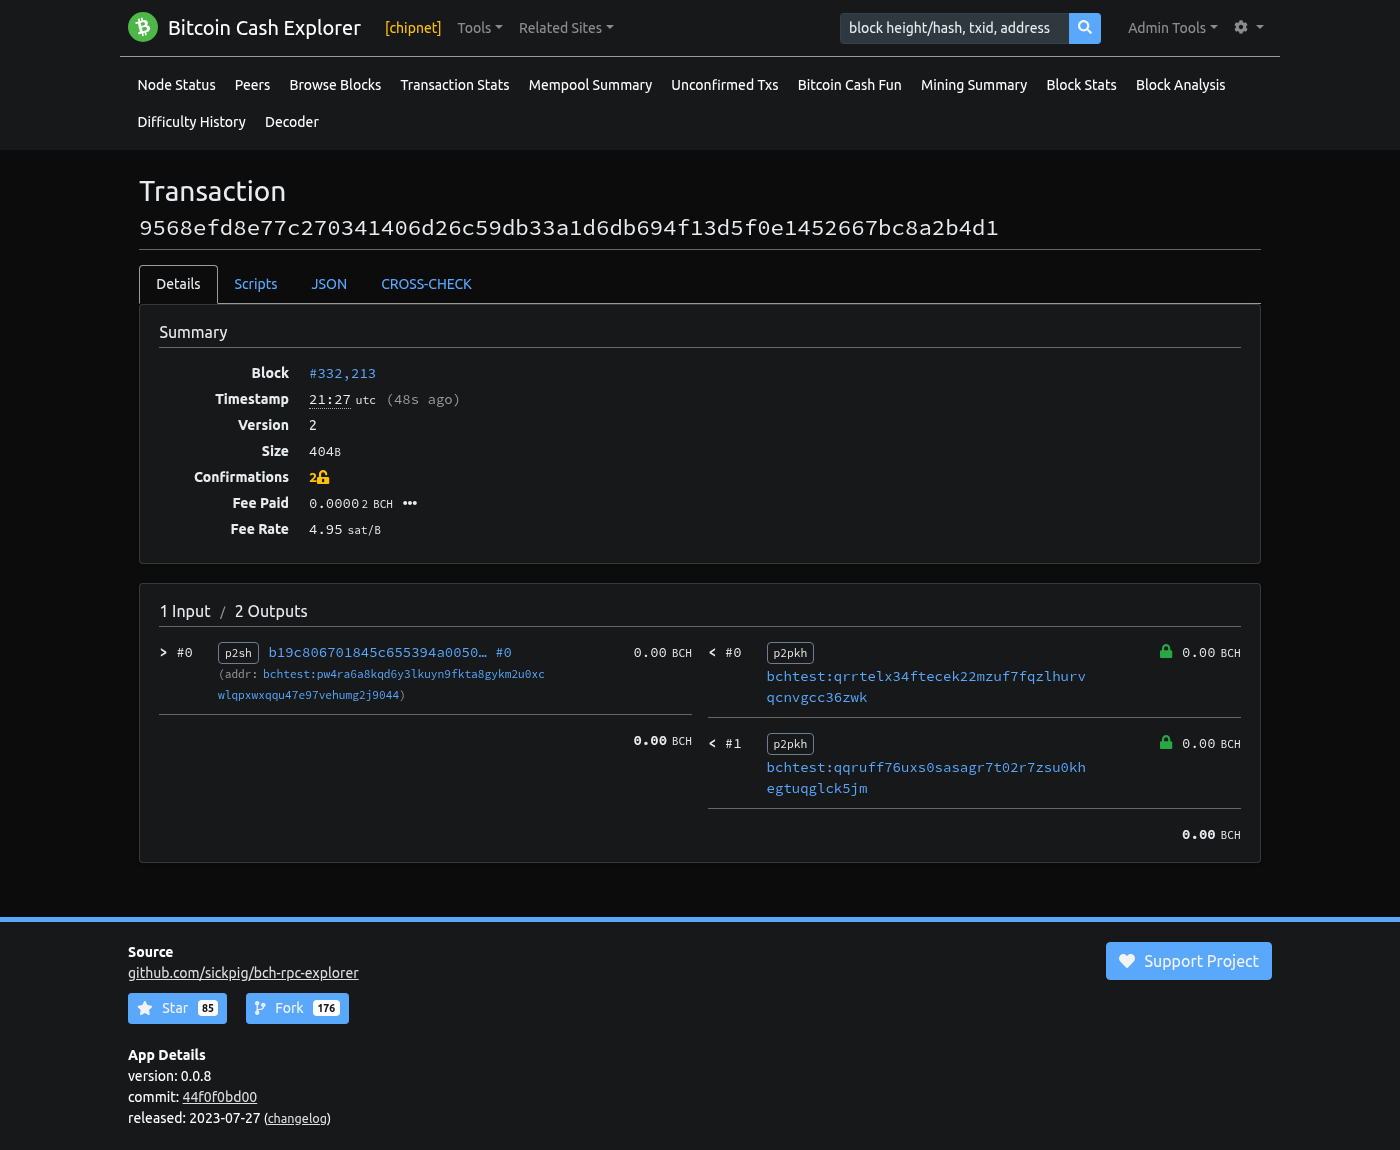 Bitcoin Cash Explorer [chipnet] Tools Related Sites block height/hash, txid, address Admin Tools
Node Status Peers Browse Blocks Transaction Stats Mempool Summary Unconfirmed Txs Bitcoin Cash Fun Mining Summary Block Stats Block Analysis
Difficulty History Decoder
Transaction
9568efd8e77c270341406d26c59db33a1d6db694f13d5f0e1452667bc8a2b4d1
Details Scripts JSON CROSS-CHECK
Summary
Block #332,213
Timestamp 21:27 utc (48s ago)
Version 2
Size 404B
Confirmations 2
Fee Paid 0.0000 2 BCH
Fee Rate 4.95 sat/B
1 Input / 2 Outputs
> #0 p2sh b19c806701845c655394a0050… #0 0.00 BCH
(addr: bchtest:pw4ra6a8kqd6y3lkuyn9fkta8gykm2u0xc
wlqpxwxqqu47e97vehumg2j9044)
0.00 BCH
< #0 p2pkh 0.00 BCH
bchtest:qrrtelx34ftecek22mzuf7fqzlhurv
qcnvgcc36zwk
< #1 p2pkh 0.00 BCH
bchtest:qqruff76uxs0sasagr7t02r7zsu0kh
egtuqglck5jm
0.00 BCH
Source
github.com/sickpig/bch-rpc-explorer
Star 85 Fork 176
Support Project
App Details
version: 0.0.8
commit: 44f0f0bd00
released: 2023-07-27 (changelog)